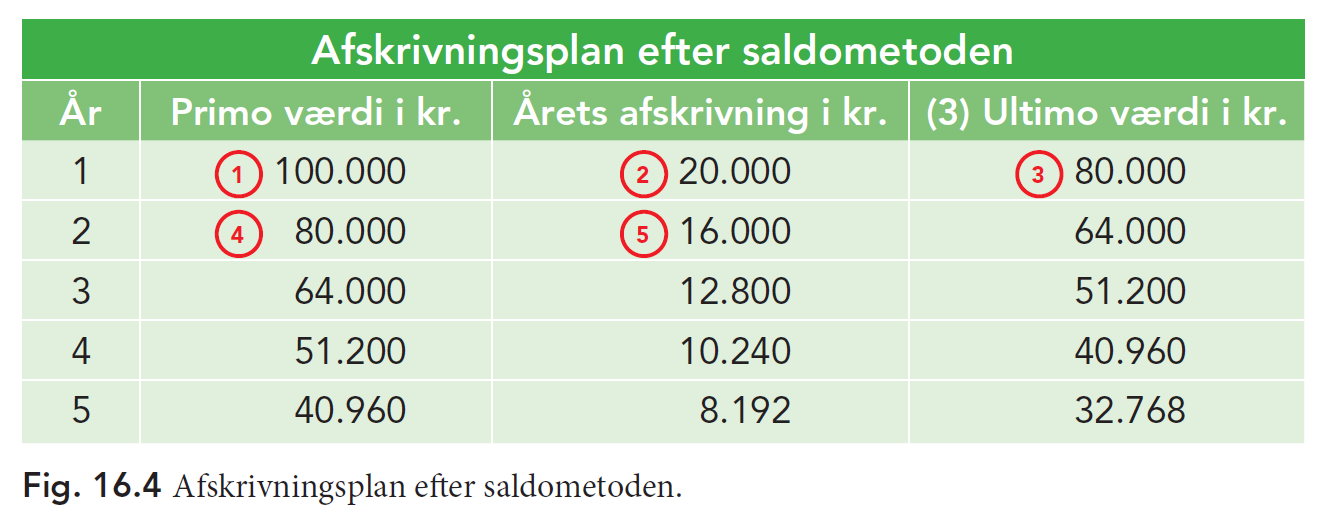 Afskrivningsplan efter saldometoden
År Primo værdi i kr. Årets afskrivning i kr. (3) Ultimo værdi i kr.
1 1 100.000 2 20.000 3 80.000
2 4 80.000 5 16.000 64.000
3 64.000 12.800 51.200
4 51.200 10.240 40.960
5 40.960 8.192 32.768
Fig. 16.4 Afskrivningsplan efter saldometoden.